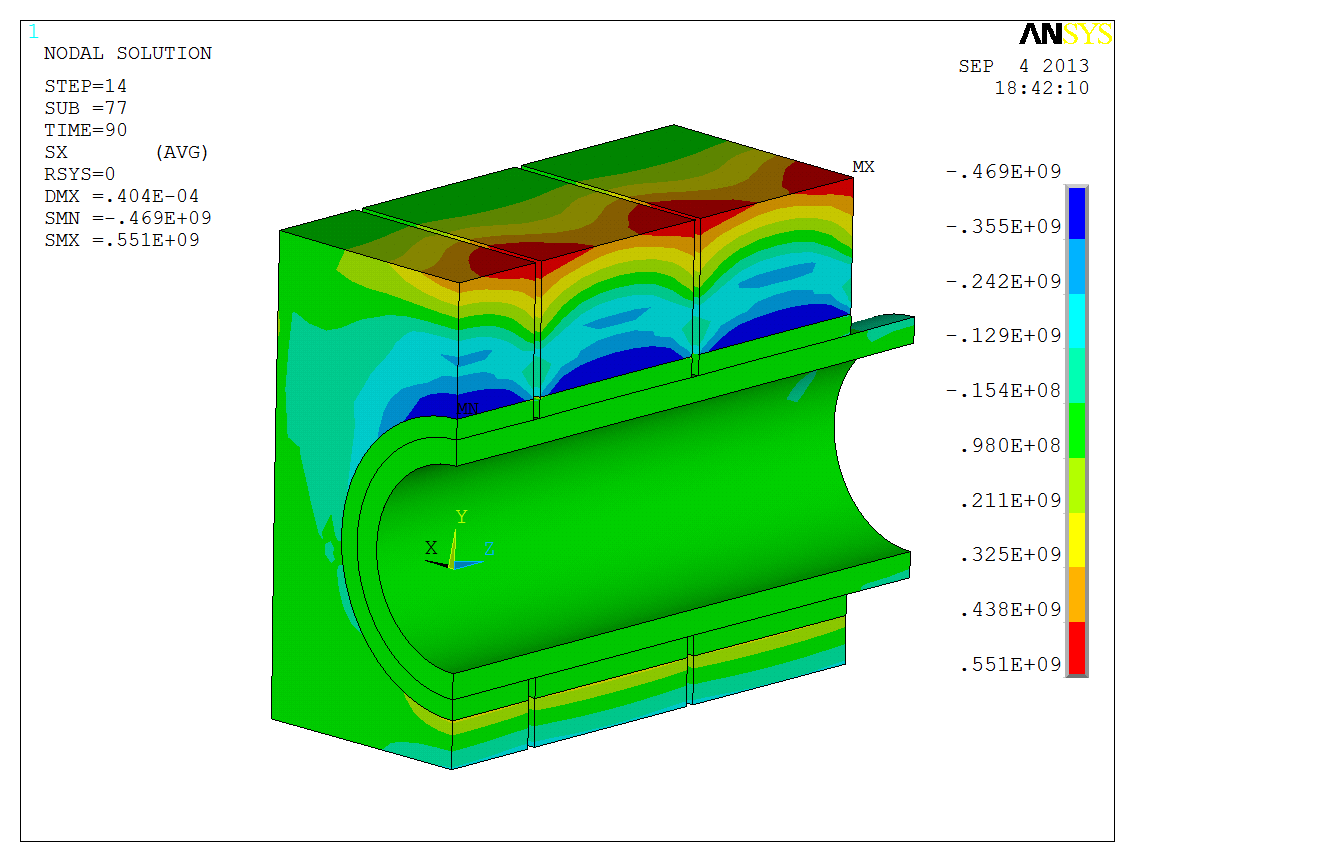 1
ANSYS
NODAL SOLUTION
SEP 4 2013
18:42:10
STEP=14
SUB =77
TIME=90
SX (AVG)
RSYS=0
DMX =.404E-04
SMN =-.469E+09
SMX =.551E+09
MX
-.469E+09
-.355E+09
-.242E+09
-.129E+09
-.154E+08
.980E+08
.211E+09
.325E+09
.438E+09
.551E+09
MN
Y
X
Z